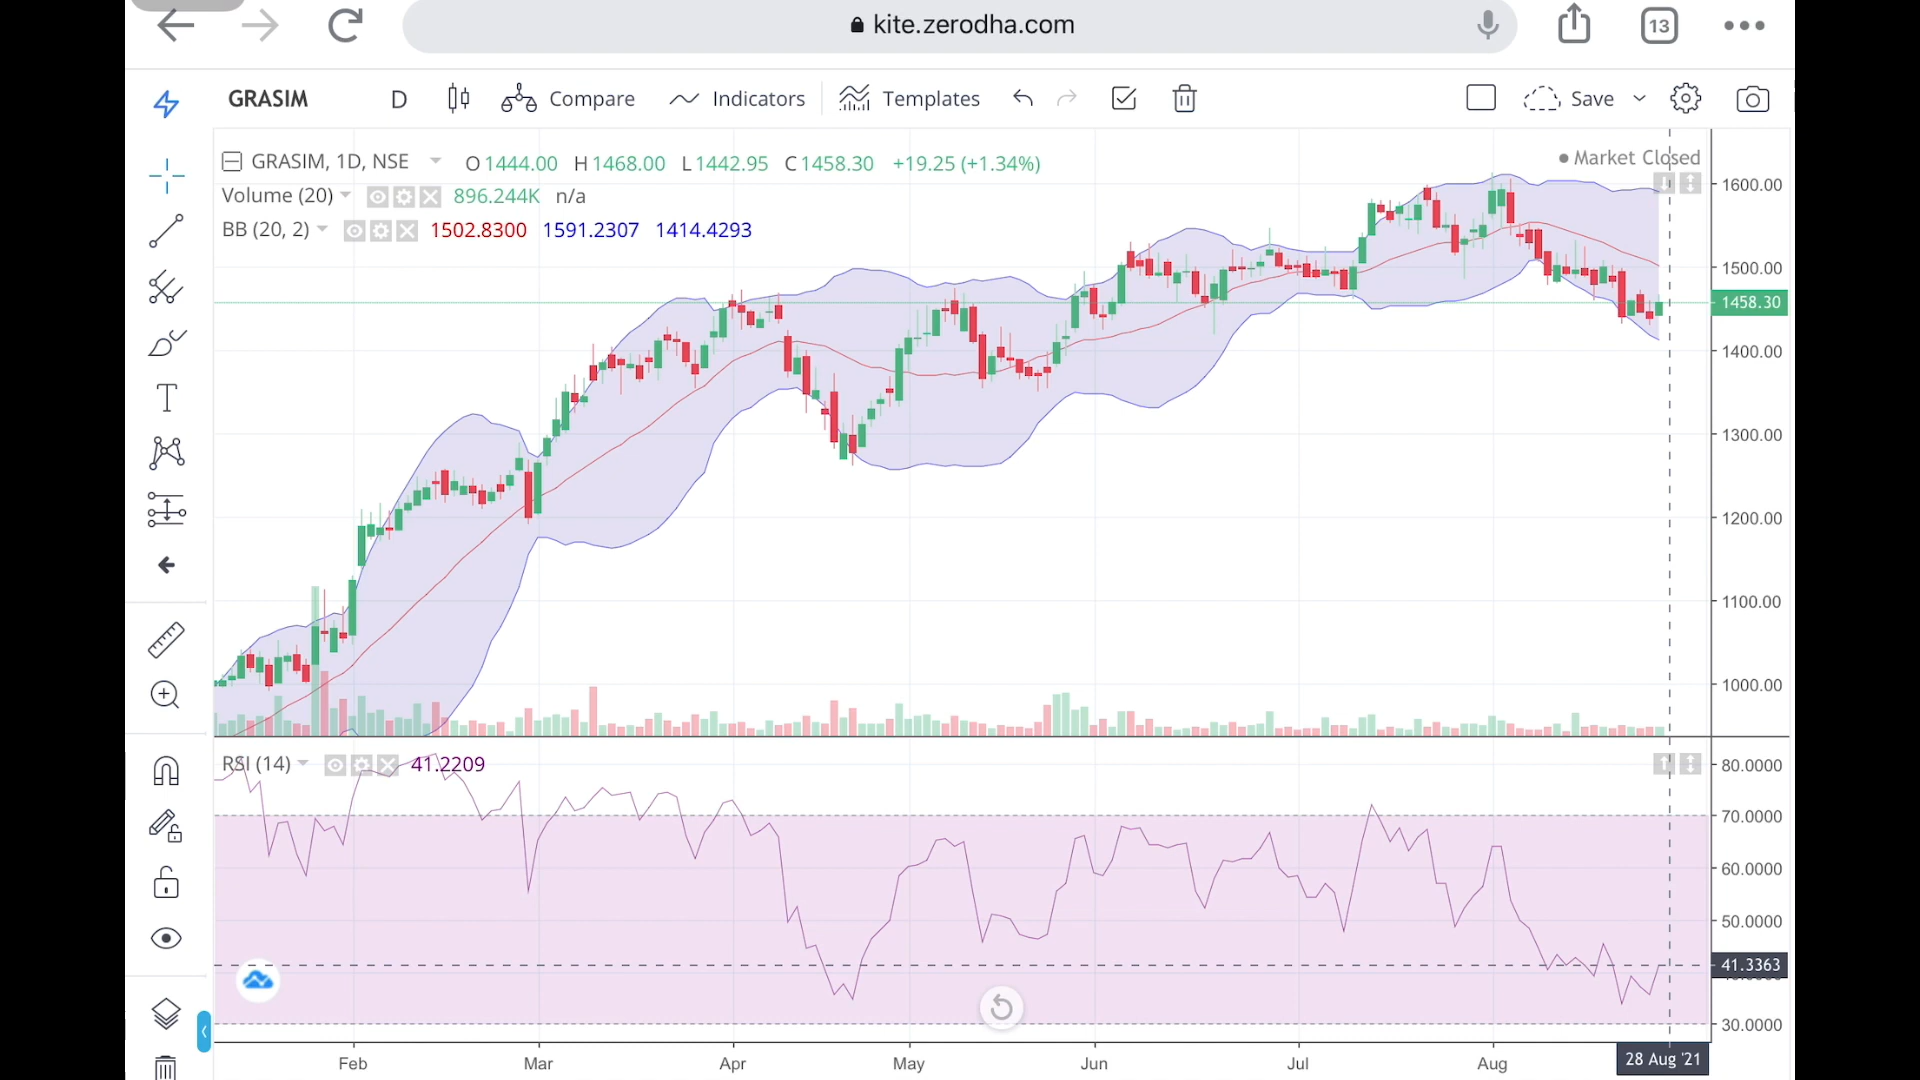 kite.zerodha.com
13
GRASIM D Compare Indicators Templates Save
GRASIM, 1D, NSE O 1444.00 H 1468.00 L 1442.95 C 1458.30 +19.25 (+1.34%)
Market Closed
Volume (20) 896.244K n/a
BB (20, 2) 1502.8300 1591.2307 1414.4293
1600.00
1500.00
1458.30
1400.00
1300.00
1200.00
1100.00
1000.00
RSI (14) 41.2209
80.0000
70.0000
60.0000
50.0000
41.3363
30.0000
Feb Mar Apr May Jun Jul Aug 28 Aug '21